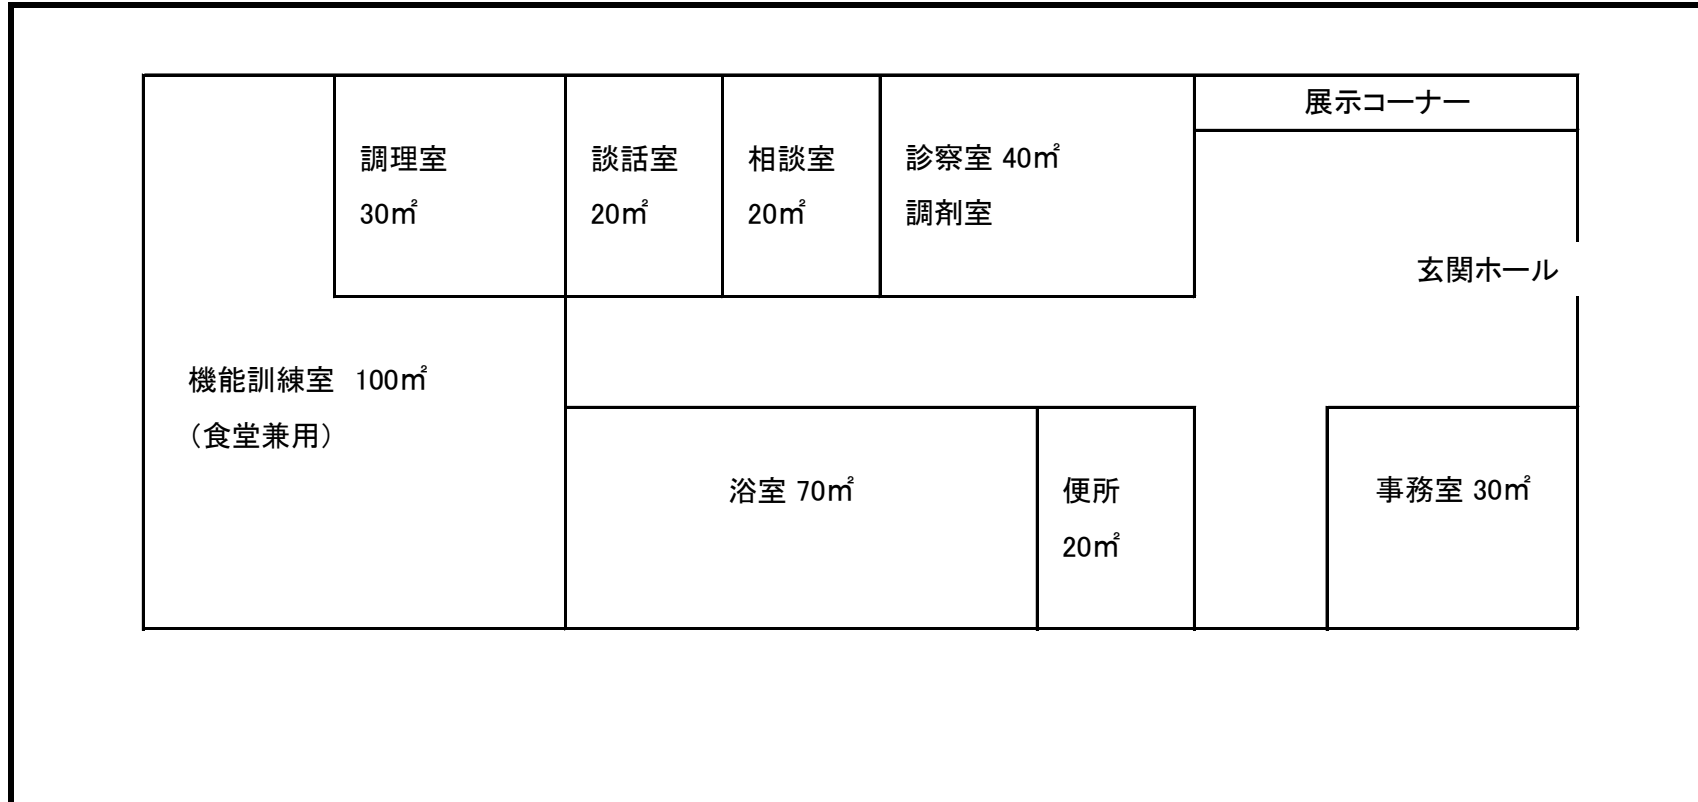 展示コーナー
調理室
30㎡
談話室
20㎡
相談室
20㎡
診察室 40㎡
調剤室
玄関ホール
機能訓練室 100㎡
（食堂兼用）
浴室 70㎡
便所
20㎡
事務室 30㎡